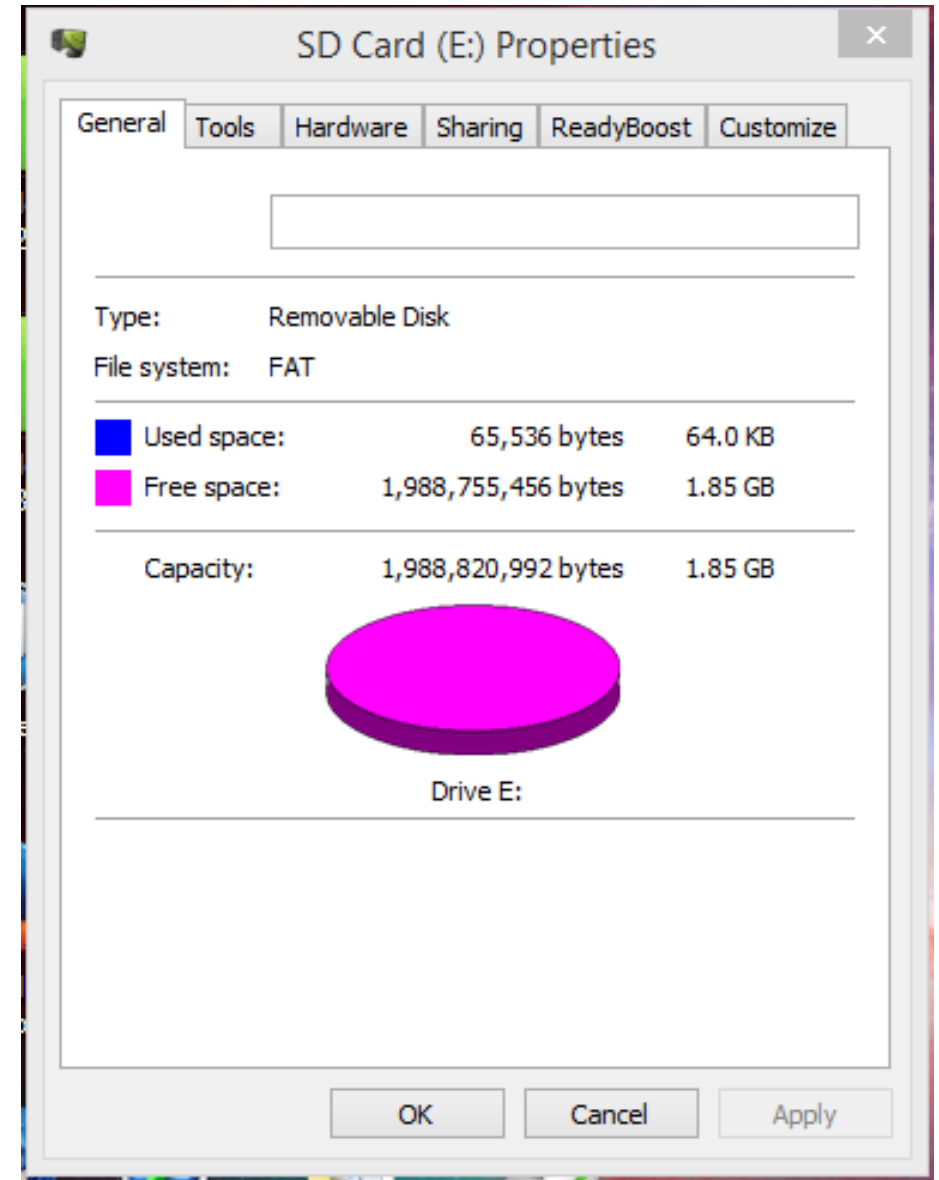 SD Card (E:) Properties
General Tools Hardware Sharing ReadyBoost Customize
Type: Removable Disk
File system: FAT
Used space: 65,536 bytes 64.0 KB
Free space: 1,988,755,456 bytes 1.85 GB
Capacity: 1,988,820,992 bytes 1.85 GB
Drive E:
OK Cancel Apply